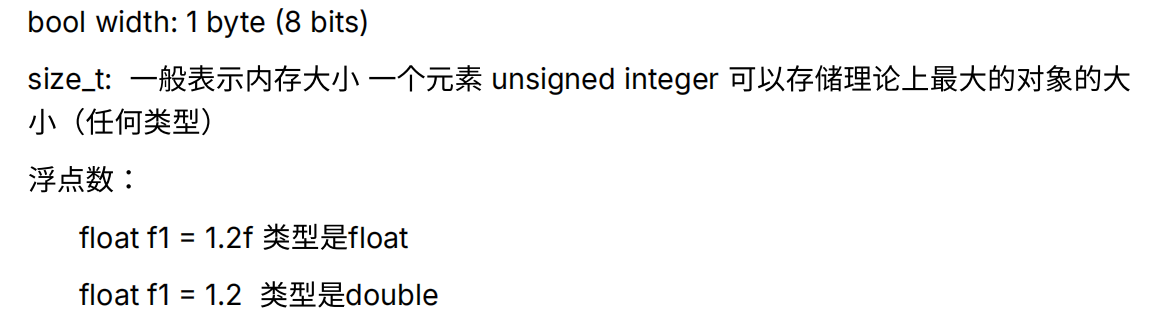 bool width: 1 byte (8 bits)
size_t:  一般表示内存大小 一个元素 unsigned integer 可以存储理论上最大的对象的大
小（任何类型）
浮点数：
float f1 = 1.2f 类型是float
float f1 = 1.2  类型是double